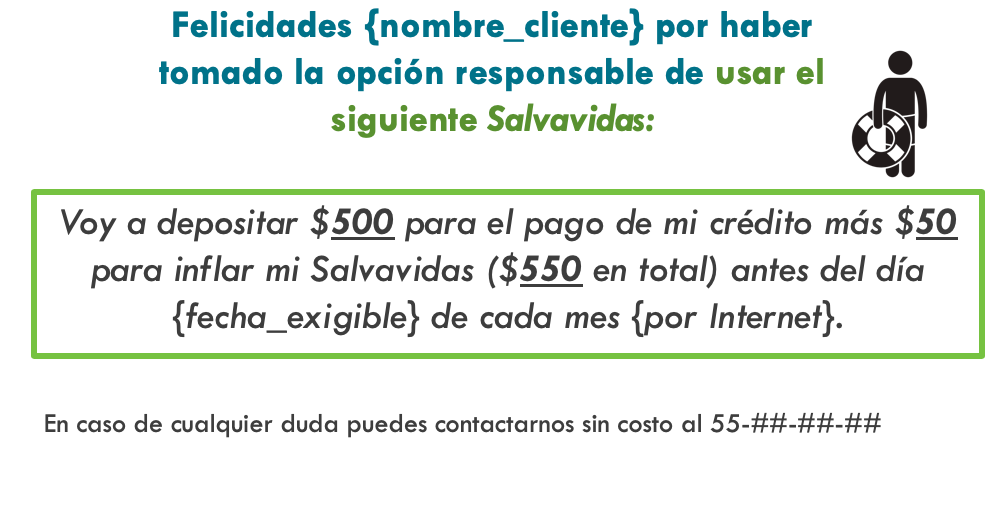 Felicidades {nombre_cliente} por haber
tomado la opción responsable de usar el
siguiente Salvavidas:
Voy a depositar $500 para el pago de mi crédito más $50
para inflar mi Salvavidas ($550 en total) antes del día
{fecha_exigible} de cada mes {por Internet}.
En caso de cualquier duda puedes contactarnos sin costo al 55-##-##-##